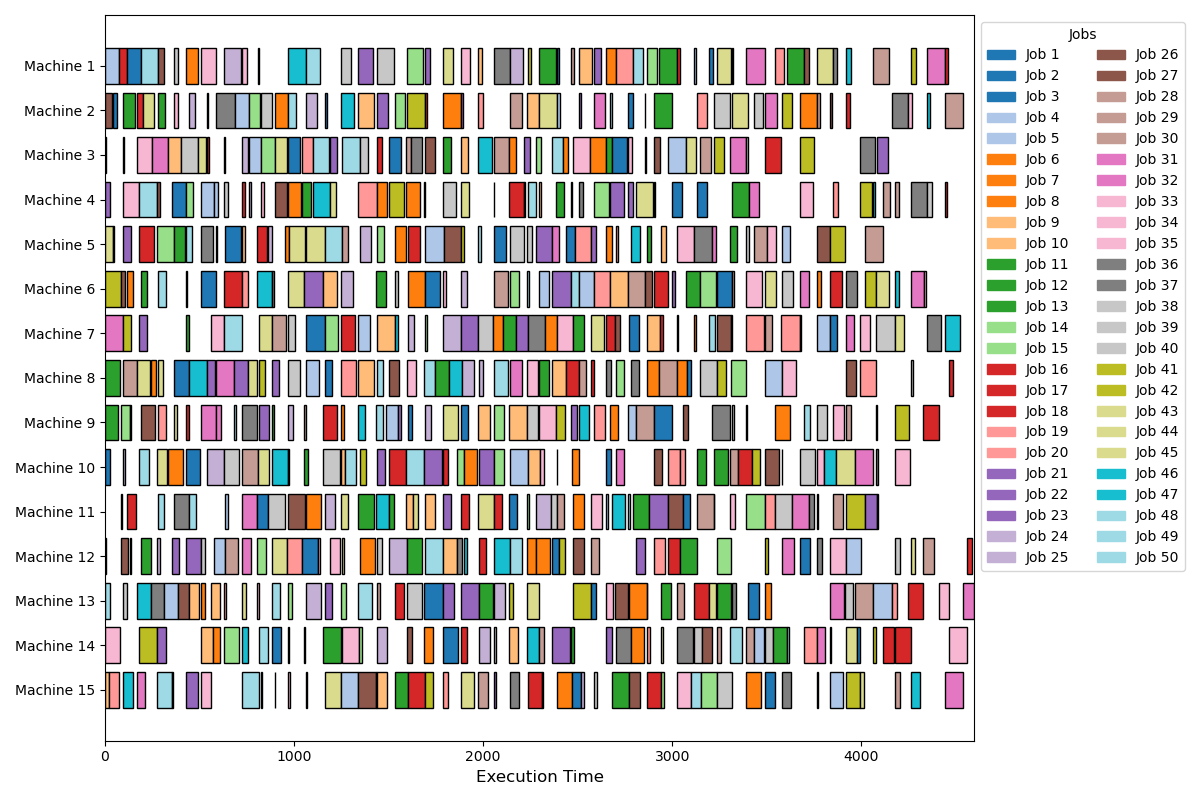 Machine 1
Machine 2
Machine 3
Machine 4
Machine 5
Machine 6
Machine 7
Machine 8
Machine 9
Machine 10
Machine 11
Machine 12
Machine 13
Machine 14
Machine 15
0 1000 2000 3000 4000
Execution Time
Jobs
Job 1 Job 26
Job 2 Job 27
Job 3 Job 28
Job 4 Job 29
Job 5 Job 30
Job 6 Job 31
Job 7 Job 32
Job 8 Job 33
Job 9 Job 34
Job 10 Job 35
Job 11 Job 36
Job 12 Job 37
Job 13 Job 38
Job 14 Job 39
Job 15 Job 40
Job 16 Job 41
Job 17 Job 42
Job 18 Job 43
Job 19 Job 44
Job 20 Job 45
Job 21 Job 46
Job 22 Job 47
Job 23 Job 48
Job 24 Job 49
Job 25 Job 50